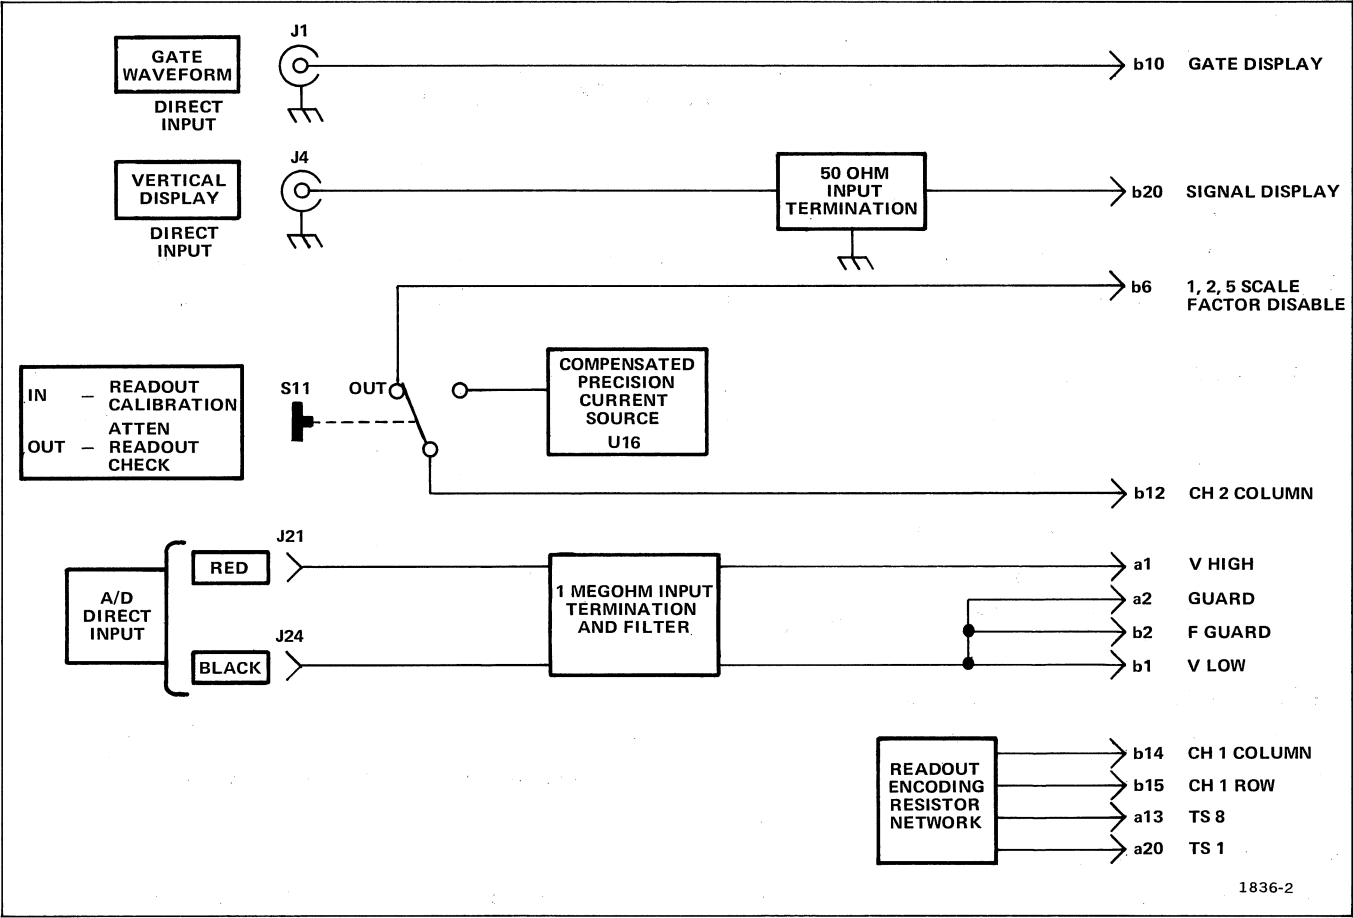 J1
GATE
WAVEFORM
DIRECT
INPUT
b10 GATE DISPLAY
J4
VERTICAL
DISPLAY
DIRECT
INPUT
50 OHM
INPUT
TERMINATION
b20 SIGNAL DISPLAY
b6 1, 2, 5 SCALE
FACTOR DISABLE
IN – READOUT
CALIBRATION
ATTEN
OUT – READOUT
CHECK
S11
OUT
COMPENSATED
PRECISION
CURRENT
SOURCE
U16
b12 CH 2 COLUMN
A/D
DIRECT
INPUT
J21
RED
J24
BLACK
1 MEGOHM INPUT
TERMINATION
AND FILTER
a1 V HIGH
a2 GUARD
b2 F GUARD
b1 V LOW
READOUT
ENCODING
RESISTOR
NETWORK
b14 CH 1 COLUMN
b15 CH 1 ROW
a13 TS 8
a20 TS 1
1836-2